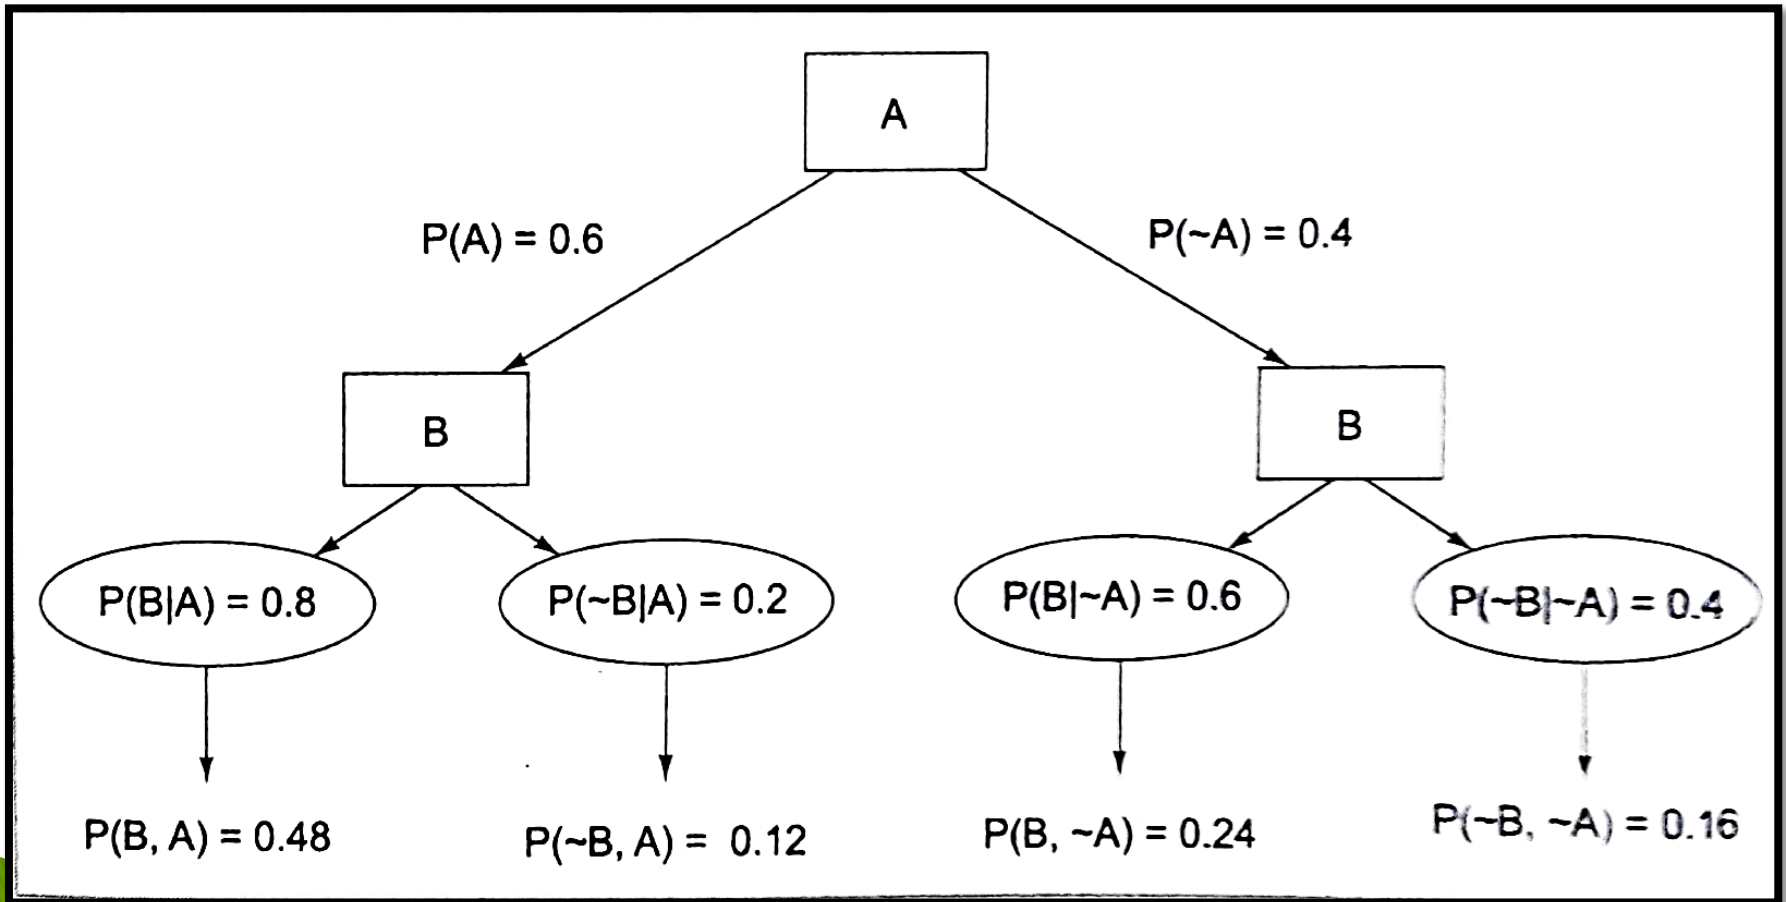 A
P(A) = 0.6
P(~A) = 0.4
B
B
P(B|A) = 0.8
P(~B|A) = 0.2
P(B|~A) = 0.6
P(~B|~A) = 0.4
P(B, A) = 0.48
P(~B, A) = 0.12
P(B, ~A) = 0.24
P(~B, ~A) = 0.16